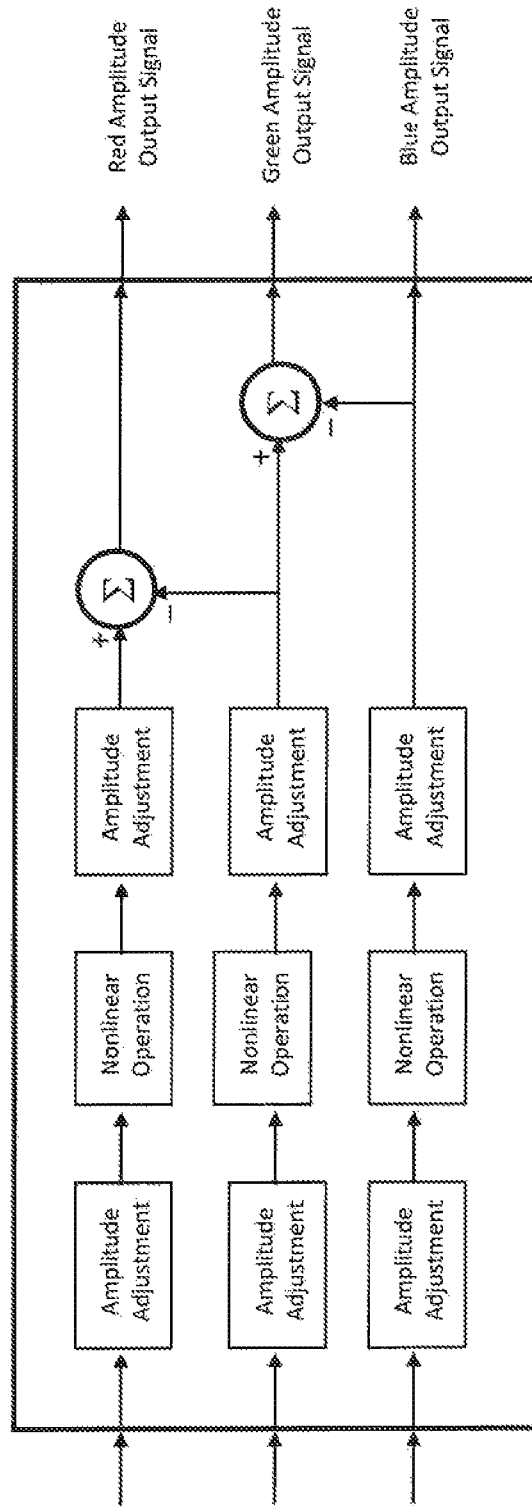 Amplitude
Adjustment
Nonlinear
Operation
Amplitude
Adjustment
+
−
Σ
Red Amplitude
Output Signal
Amplitude
Adjustment
Nonlinear
Operation
Amplitude
Adjustment
+
−
Σ
Green Amplitude
Output Signal
Amplitude
Adjustment
Nonlinear
Operation
Amplitude
Adjustment
Blue Amplitude
Output Signal